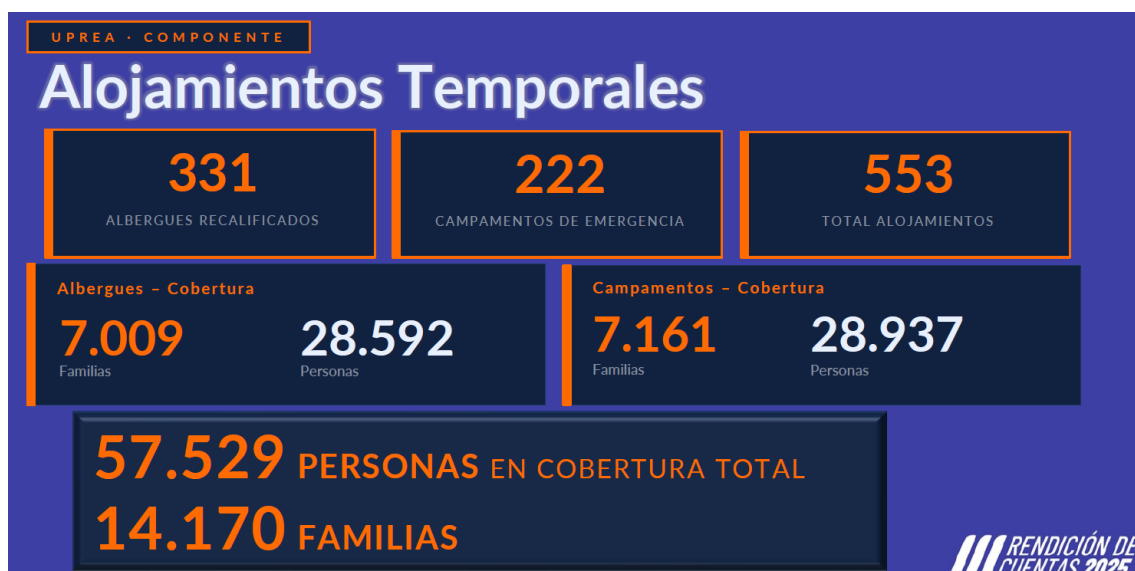 UPREA · COMPONENTE
Alojamientos Temporales
331
ALBERGUES RECALIFICADOS
222
CAMPAMENTOS DE EMERGENCIA
553
TOTAL ALOJAMIENTOS
Albergues – Cobertura
7.009
Familias
28.592
Personas
Campamentos – Cobertura
7.161
Familias
28.937
Personas
57.529 PERSONAS EN COBERTURA TOTAL
14.170 FAMILIAS
RENDICIÓN DE
CUENTAS 2025